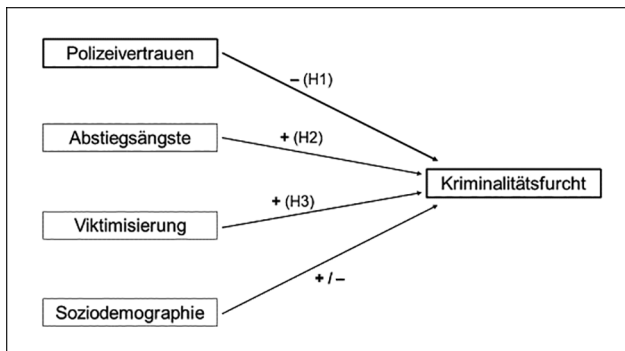 Polizeivertrauen
– (H1)
Abstiegsängste
+ (H2)
Kriminalitätsfurcht
+ (H3)
Viktimisierung
+ / –
Soziodemographie